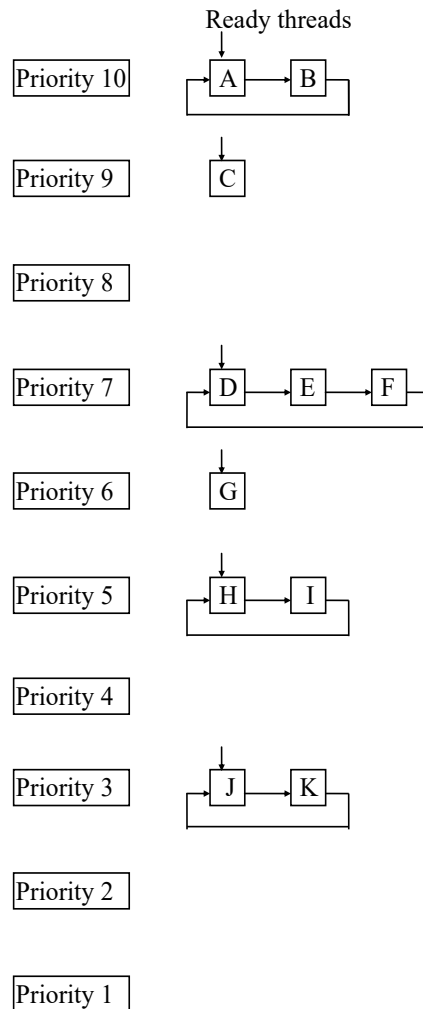 Ready threads
Priority 10 A B
Priority 9 C
Priority 8
Priority 7 D E F
Priority 6 G
Priority 5 H I
Priority 4
Priority 3 J K
Priority 2
Priority 1